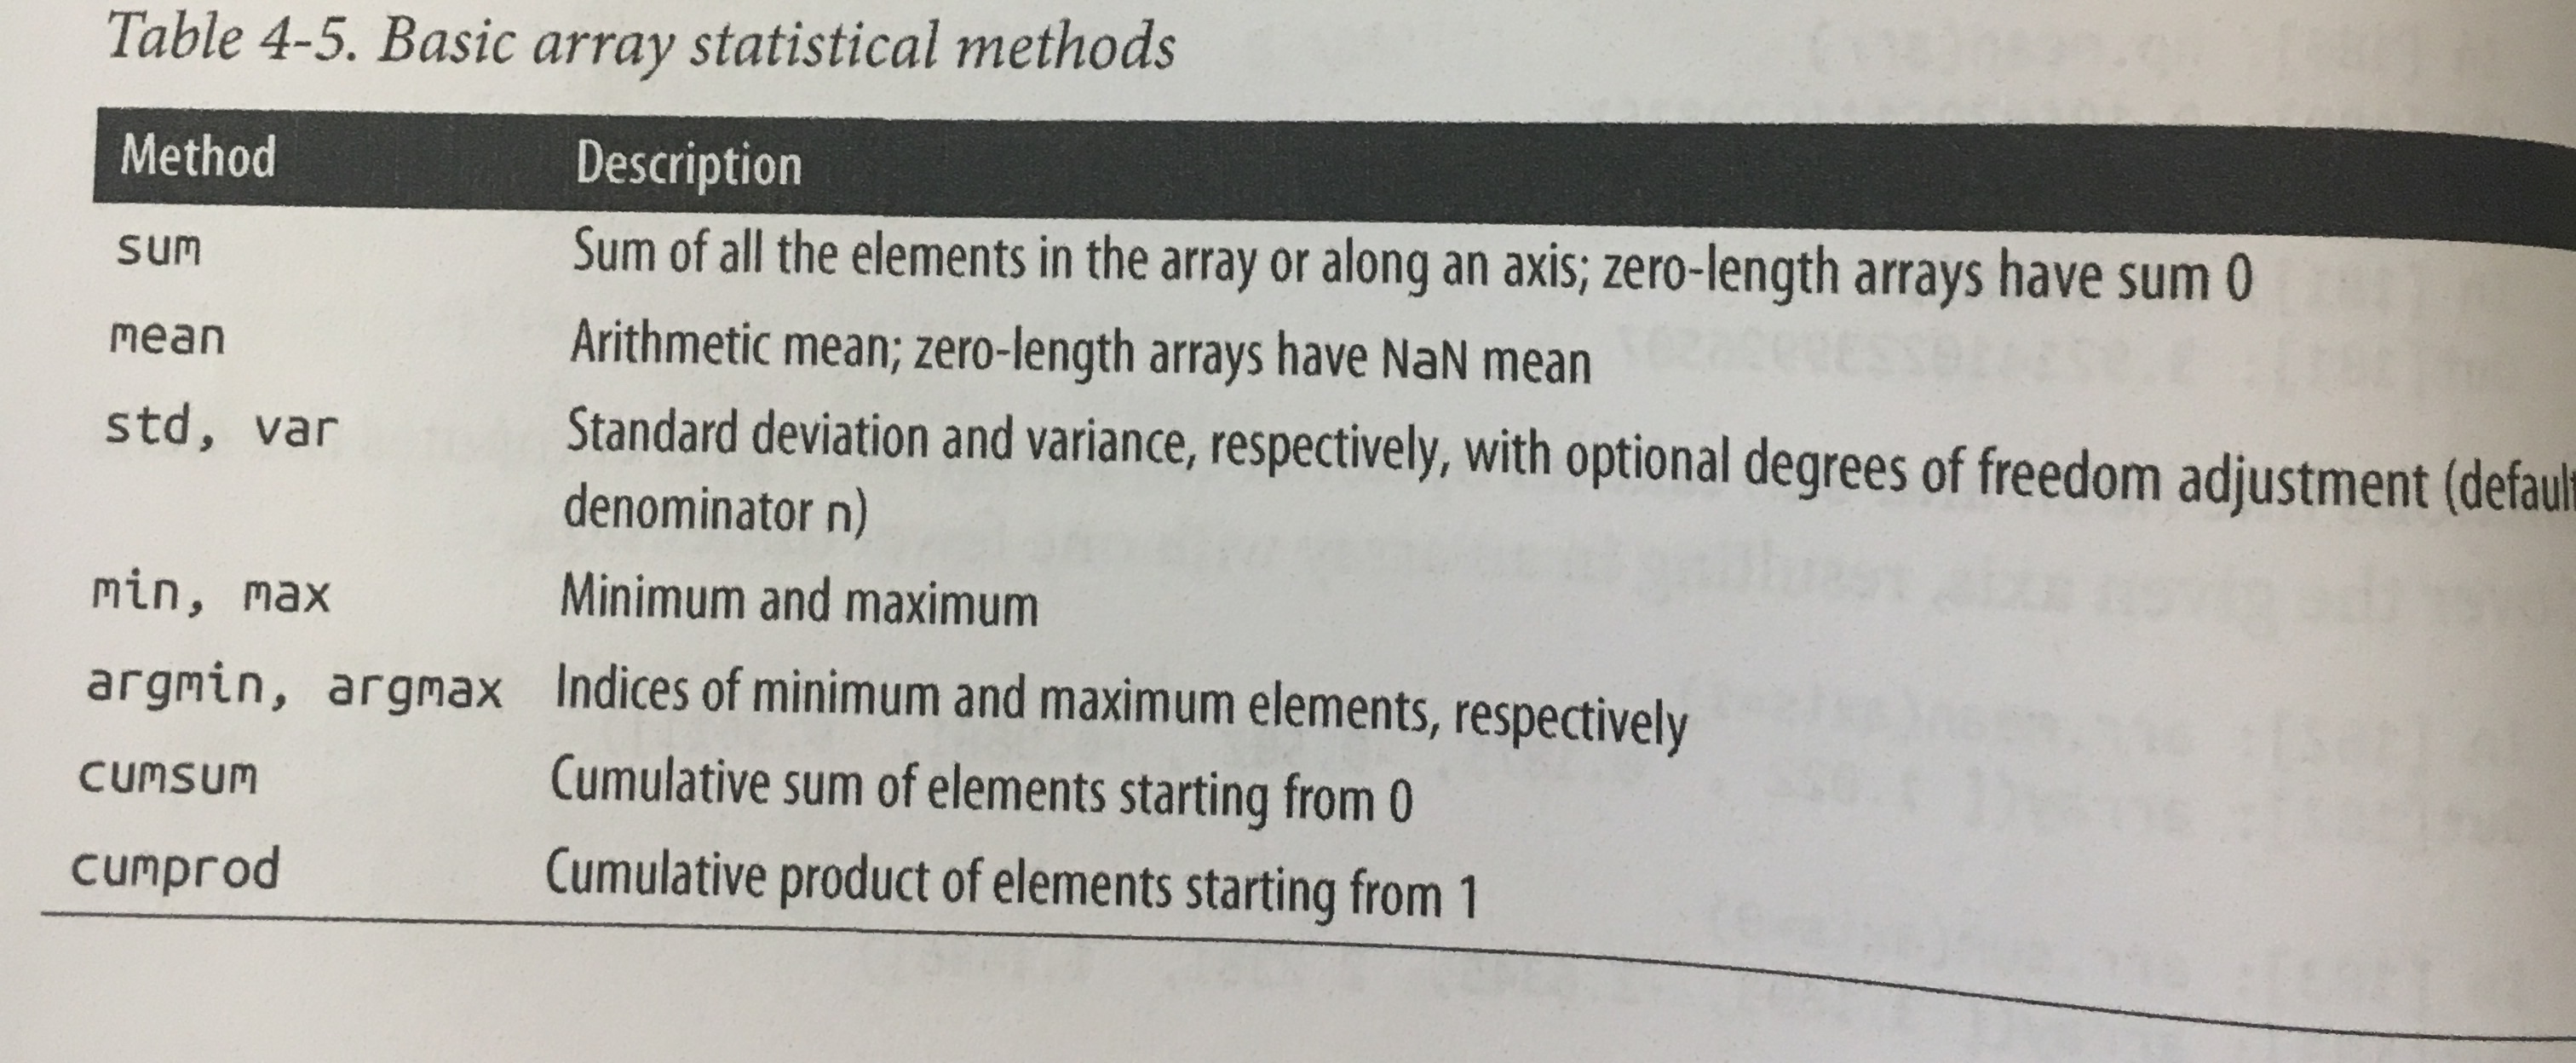 Table 4-5. Basic array statistical methods
Method Description
sum Sum of all the elements in the array or along an axis; zero-length arrays have sum 0
mean Arithmetic mean; zero-length arrays have NaN mean
std, var Standard deviation and variance, respectively, with optional degrees of freedom adjustment (default
denominator n)
min, max Minimum and maximum
argmin, argmax Indices of minimum and maximum elements, respectively
cumsum Cumulative sum of elements starting from 0
cumprod Cumulative product of elements starting from 1